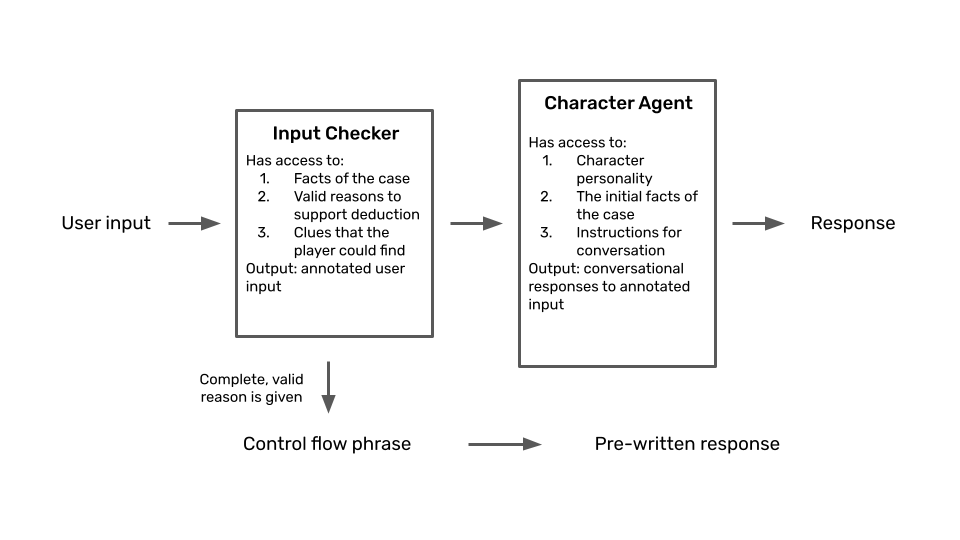 User input
Input Checker
Has access to:
1. Facts of the case
2. Valid reasons to
support deduction
3. Clues that the
player could find
Output: annotated user
input
Character Agent
Has access to:
1. Character
personality
2. The initial facts of
the case
3. Instructions for
conversation
Output: conversational
responses to annotated
input
Response
Complete, valid
reason is given
Control flow phrase
Pre-written response